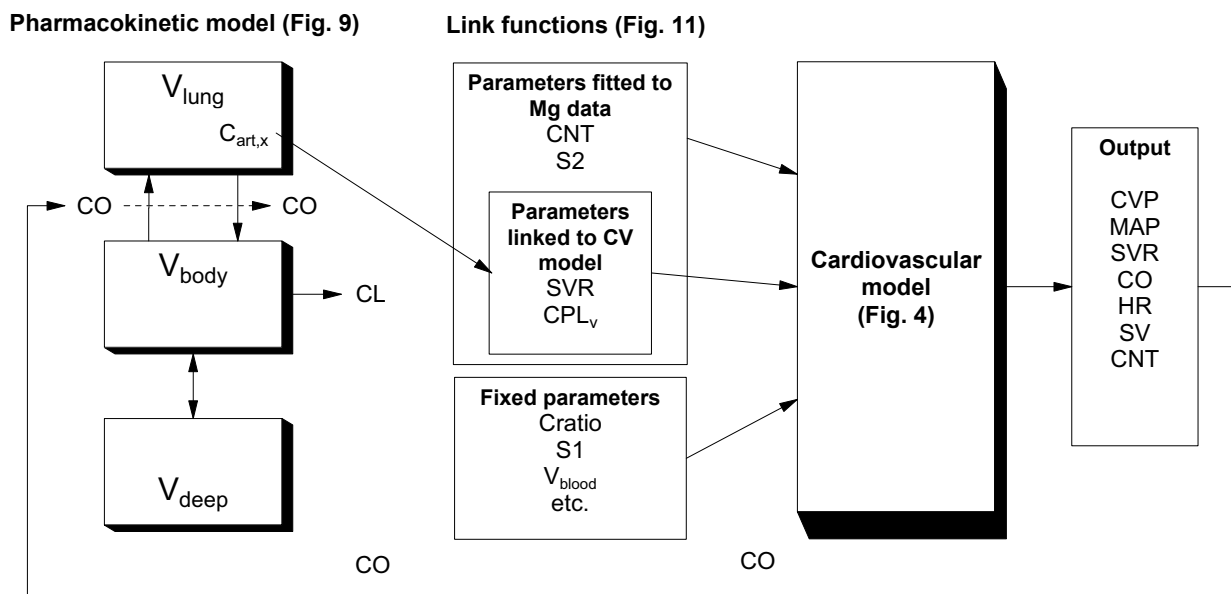 Pharmacokinetic model (Fig. 9)
V_lung
C_art,x
CO
CO
V_body
CL
V_deep
CO
Link functions (Fig. 11)
Parameters fitted to
Mg data
CNT
S2
Parameters
linked to CV
model
SVR
CPL_v
Fixed parameters
Cratio
S1
V_blood
etc.
CO
Cardiovascular
model
(Fig. 4)
Output
CVP
MAP
SVR
CO
HR
SV
CNT